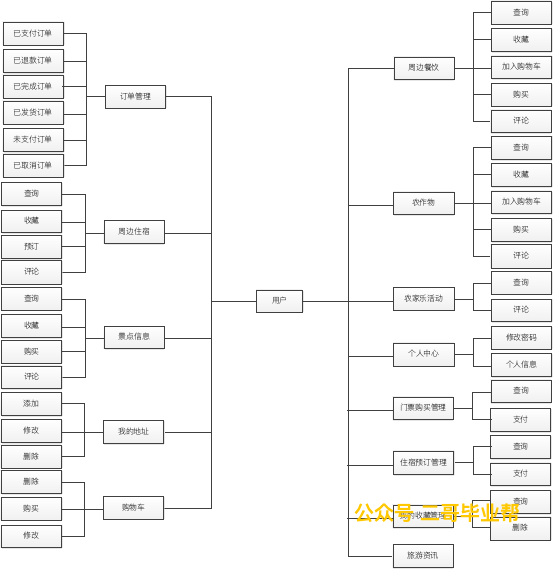 已支付订单
已退款订单
已完成订单
已发货订单
未支付订单
已取消订单
订单管理
查询
收藏
预订
评论
周边住宿
查询
收藏
购买
评论
景点信息
添加
修改
删除
我的地址
删除
购买
修改
购物车
用户
周边餐饮
查询
收藏
加入购物车
购买
评论
农作物
查询
收藏
加入购物车
购买
评论
农家乐活动
查询
评论
个人中心
修改密码
个人信息
门票购买管理
查询
支付
住宿预订管理
查询
支付
我的收藏管理
查询
删除
旅游资讯
公众号:二哥毕业帮